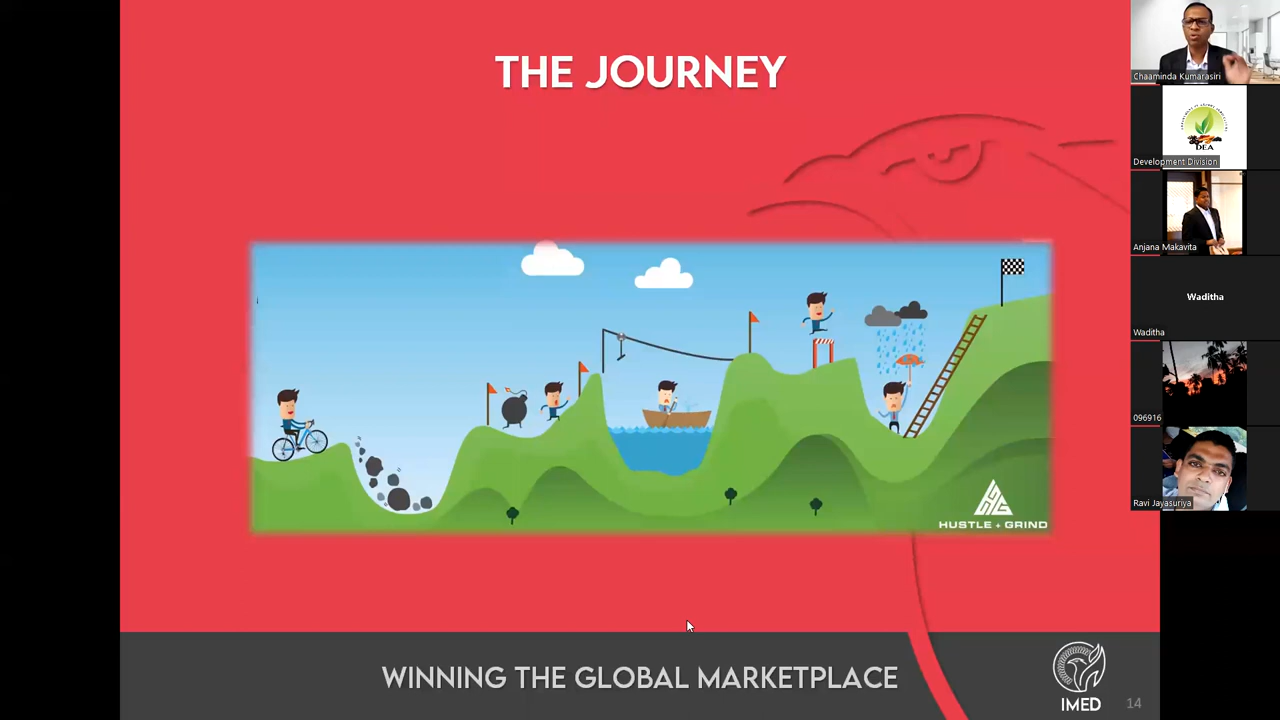 THE JOURNEY
HUSTLE + GRIND
WINNING THE GLOBAL MARKETPLACE
IMED
14
Chaaminda Kumarasiri
DEA
Development Division
Anjana Makavita
Waditha
Waditha
096916
Ravi Jayasuriya